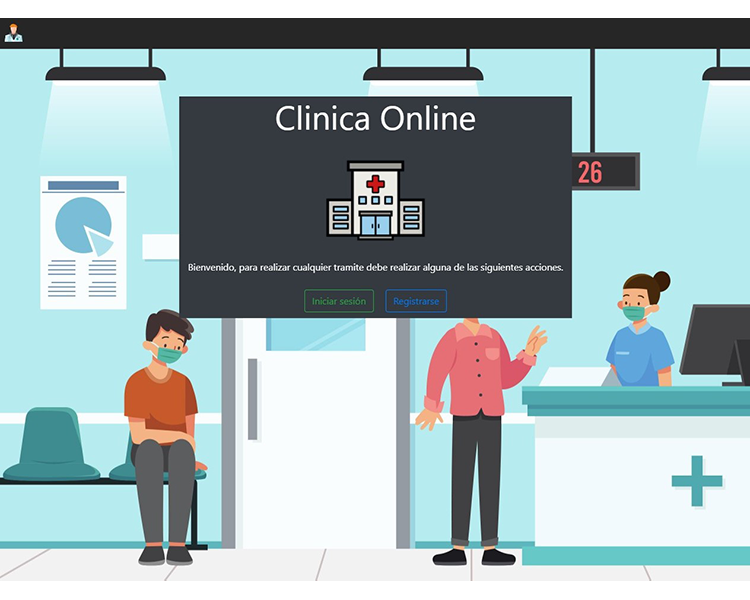 Clinica Online
26
Bienvenido, para realizar cualquier tramite debe realizar alguna de las siguientes acciones.
Iniciar sesión
Registrarse